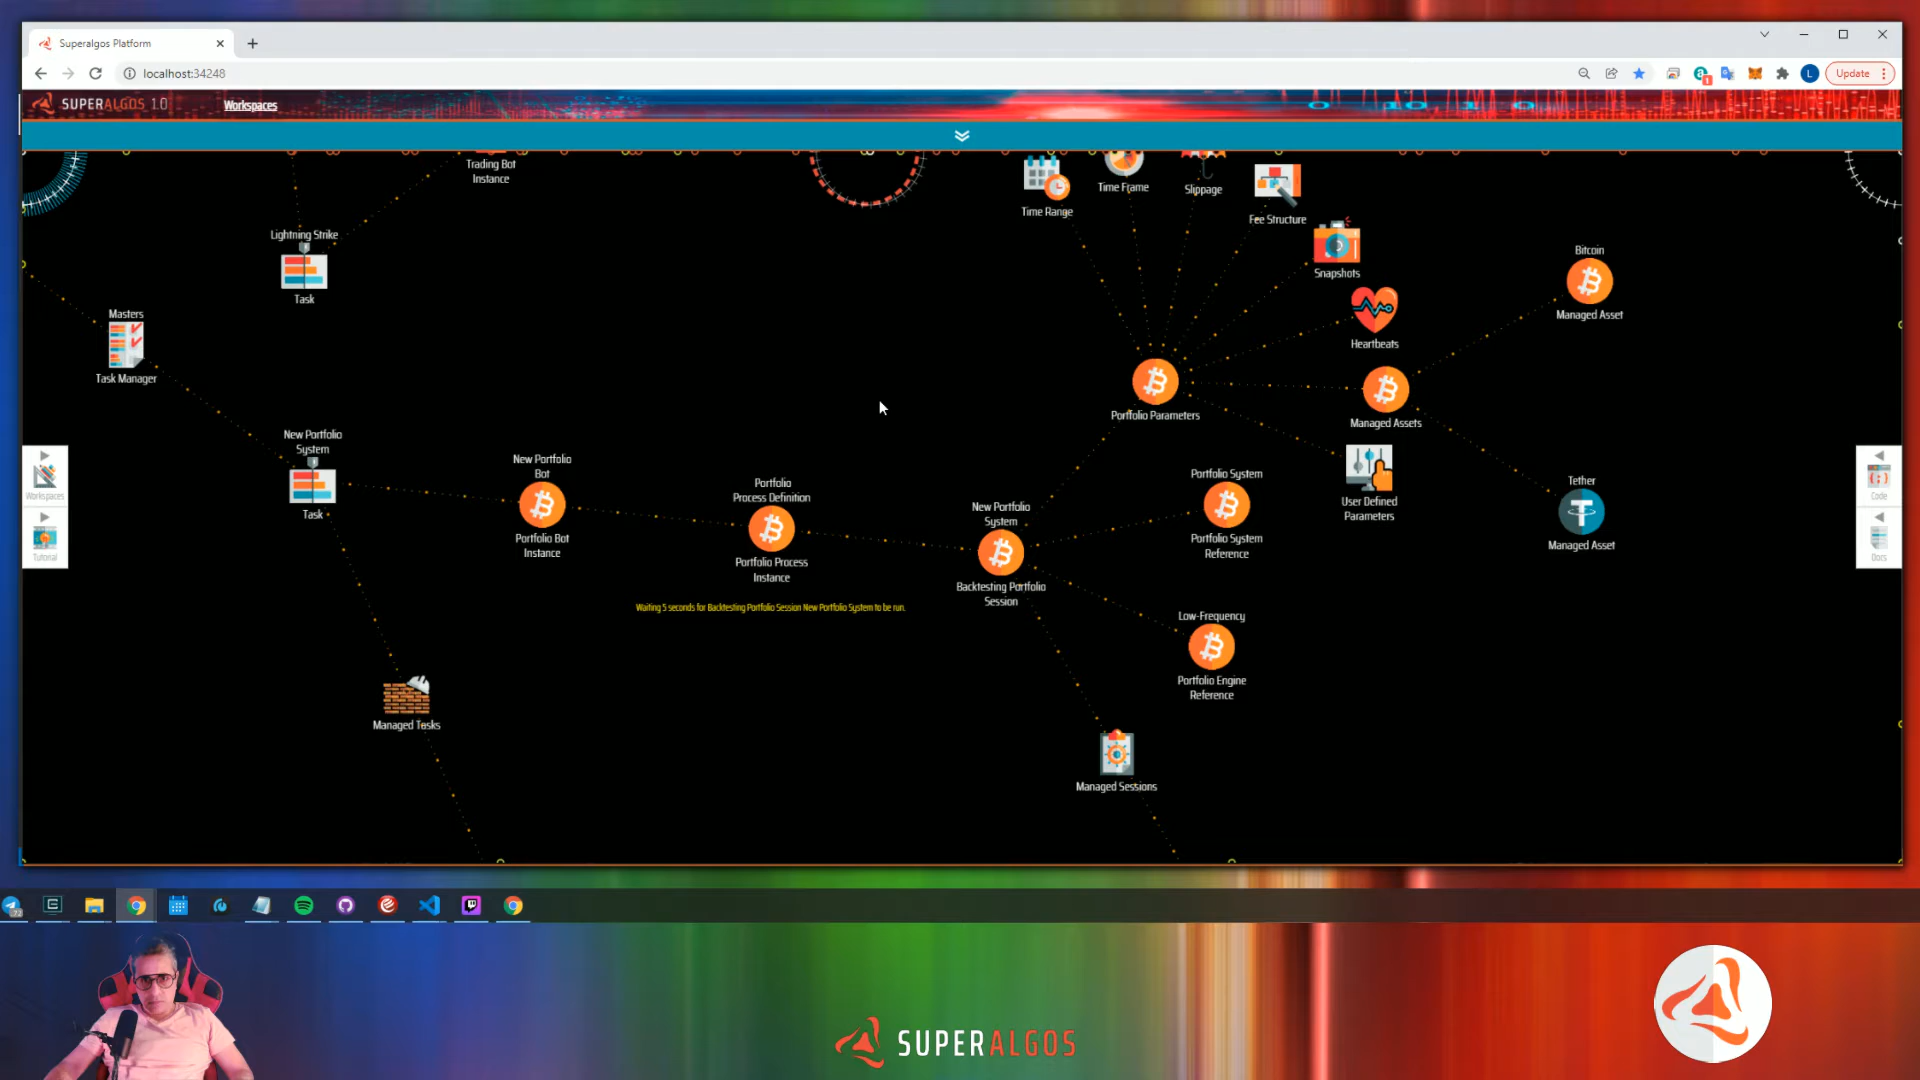 Superalgos Platform
localhost:34248
Update
SUPERALGOS 1.0
Workspaces
Trading Bot
Instance
Time Range
Time Frame
Slippage
Fee Structure
Snapshots
Lightning Strike
Task
Bitcoin
Managed Asset
Masters
Task Manager
Heartbeats
Portfolio Parameters
Managed Assets
New Portfolio
System
Task
New Portfolio
Bot
Portfolio Bot
Instance
Portfolio
Process Definition
Portfolio Process
Instance
New Portfolio
System
Backtesting Portfolio
Session
Portfolio System
Portfolio System
Reference
User Defined
Parameters
Tether
Managed Asset
Workspaces
Tutorial
Code
Docs
Waiting 5 seconds for Backtesting Portfolio Session New Portfolio System to be run.
Low-Frequency
Portfolio Engine
Reference
Managed Tasks
Managed Sessions
SUPERALGOS